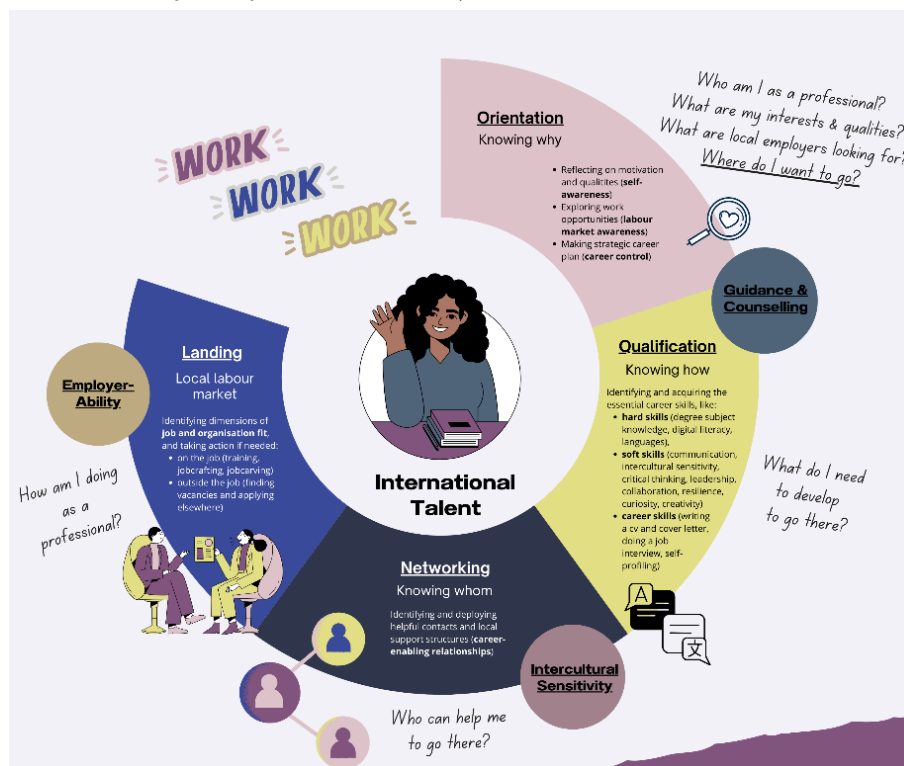 WORK
WORK
WORK
Orientation
Knowing why
• Reflecting on motivation
and qualitites (self-
awareness)
• Exploring work
opportunities (labour
market awareness)
• Making strategic career
plan (career control)
Who am I as a professional?
What are my interests & qualities?
What are local employers looking for?
Where do I want to go?
Guidance &
Counselling
Qualification
Knowing how
Identifying and acquiring the
essential career skills, like:
• hard skills (degree subject
knowledge, digital literacy,
languages),
• soft skills (communication,
intercultural sensitivity,
critical thinking, leadership,
collaboration, resilience,
curiosity, creativity)
• career skills (writing
a cv and cover letter,
doing a job
interview, self-
profiling)
What do I need
to develop
to go there?
A
文
International
Talent
Networking
Knowing whom
Identifying and deploying
helpful contacts and local
support structures (career-
enabling relationships)
Intercultural
Sensitivity
Who can help me
to go there?
Landing
Local labour
market
Identifying dimensions of
job and organisation fit,
and taking action if needed:
• on the job (training,
jobcrafting, jobcarving)
• outside the job (finding
vacancies and applying
elsewhere)
Employer-
Ability
How am I doing
as a
professional?